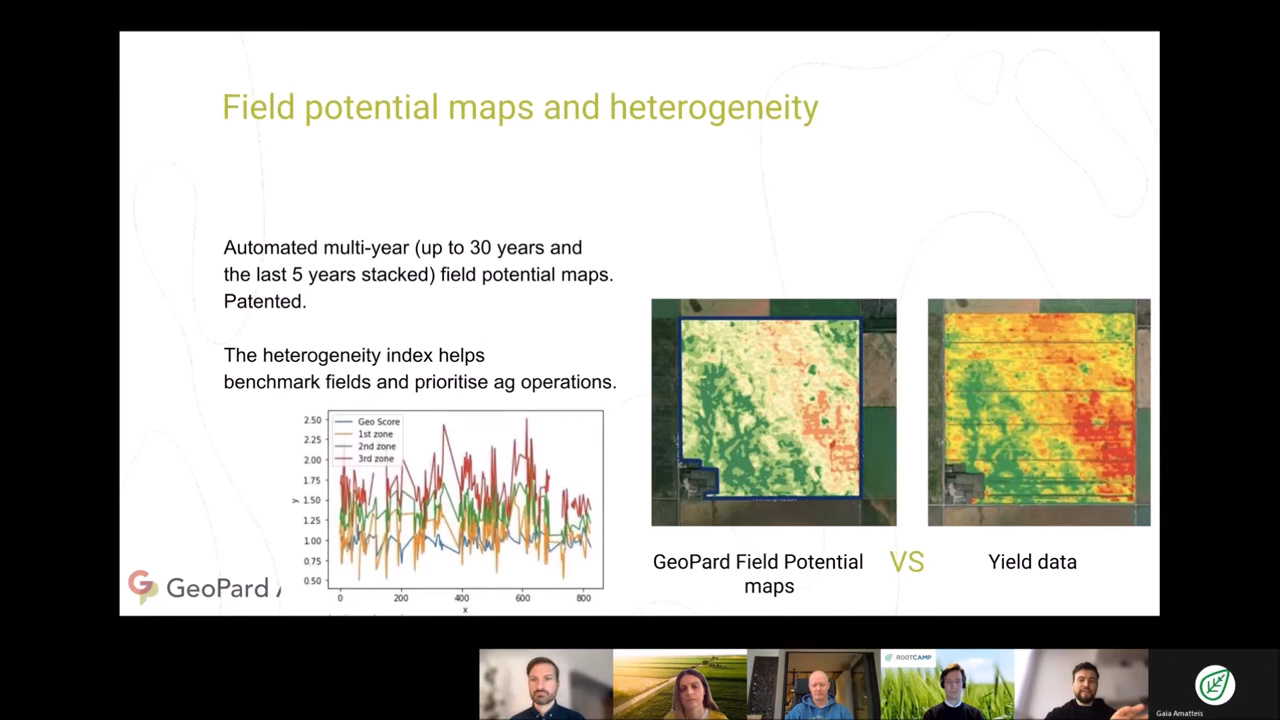 Field potential maps and heterogeneity
Automated multi-year (up to 30 years and
the last 5 years stacked) field potential maps.
Patented.
The heterogeneity index helps
benchmark fields and prioritise ag operations.
2.50
2.25
2.00
1.75
1.50
1.25
1.00
0.75
0.50
y
Geo Score
1st zone
2nd zone
3rd zone
0 200 400 600 800
x
GeoPard Field Potential
maps
VS
Yield data
GeoPard A
ROOTCAMP
Gaia Amatteis